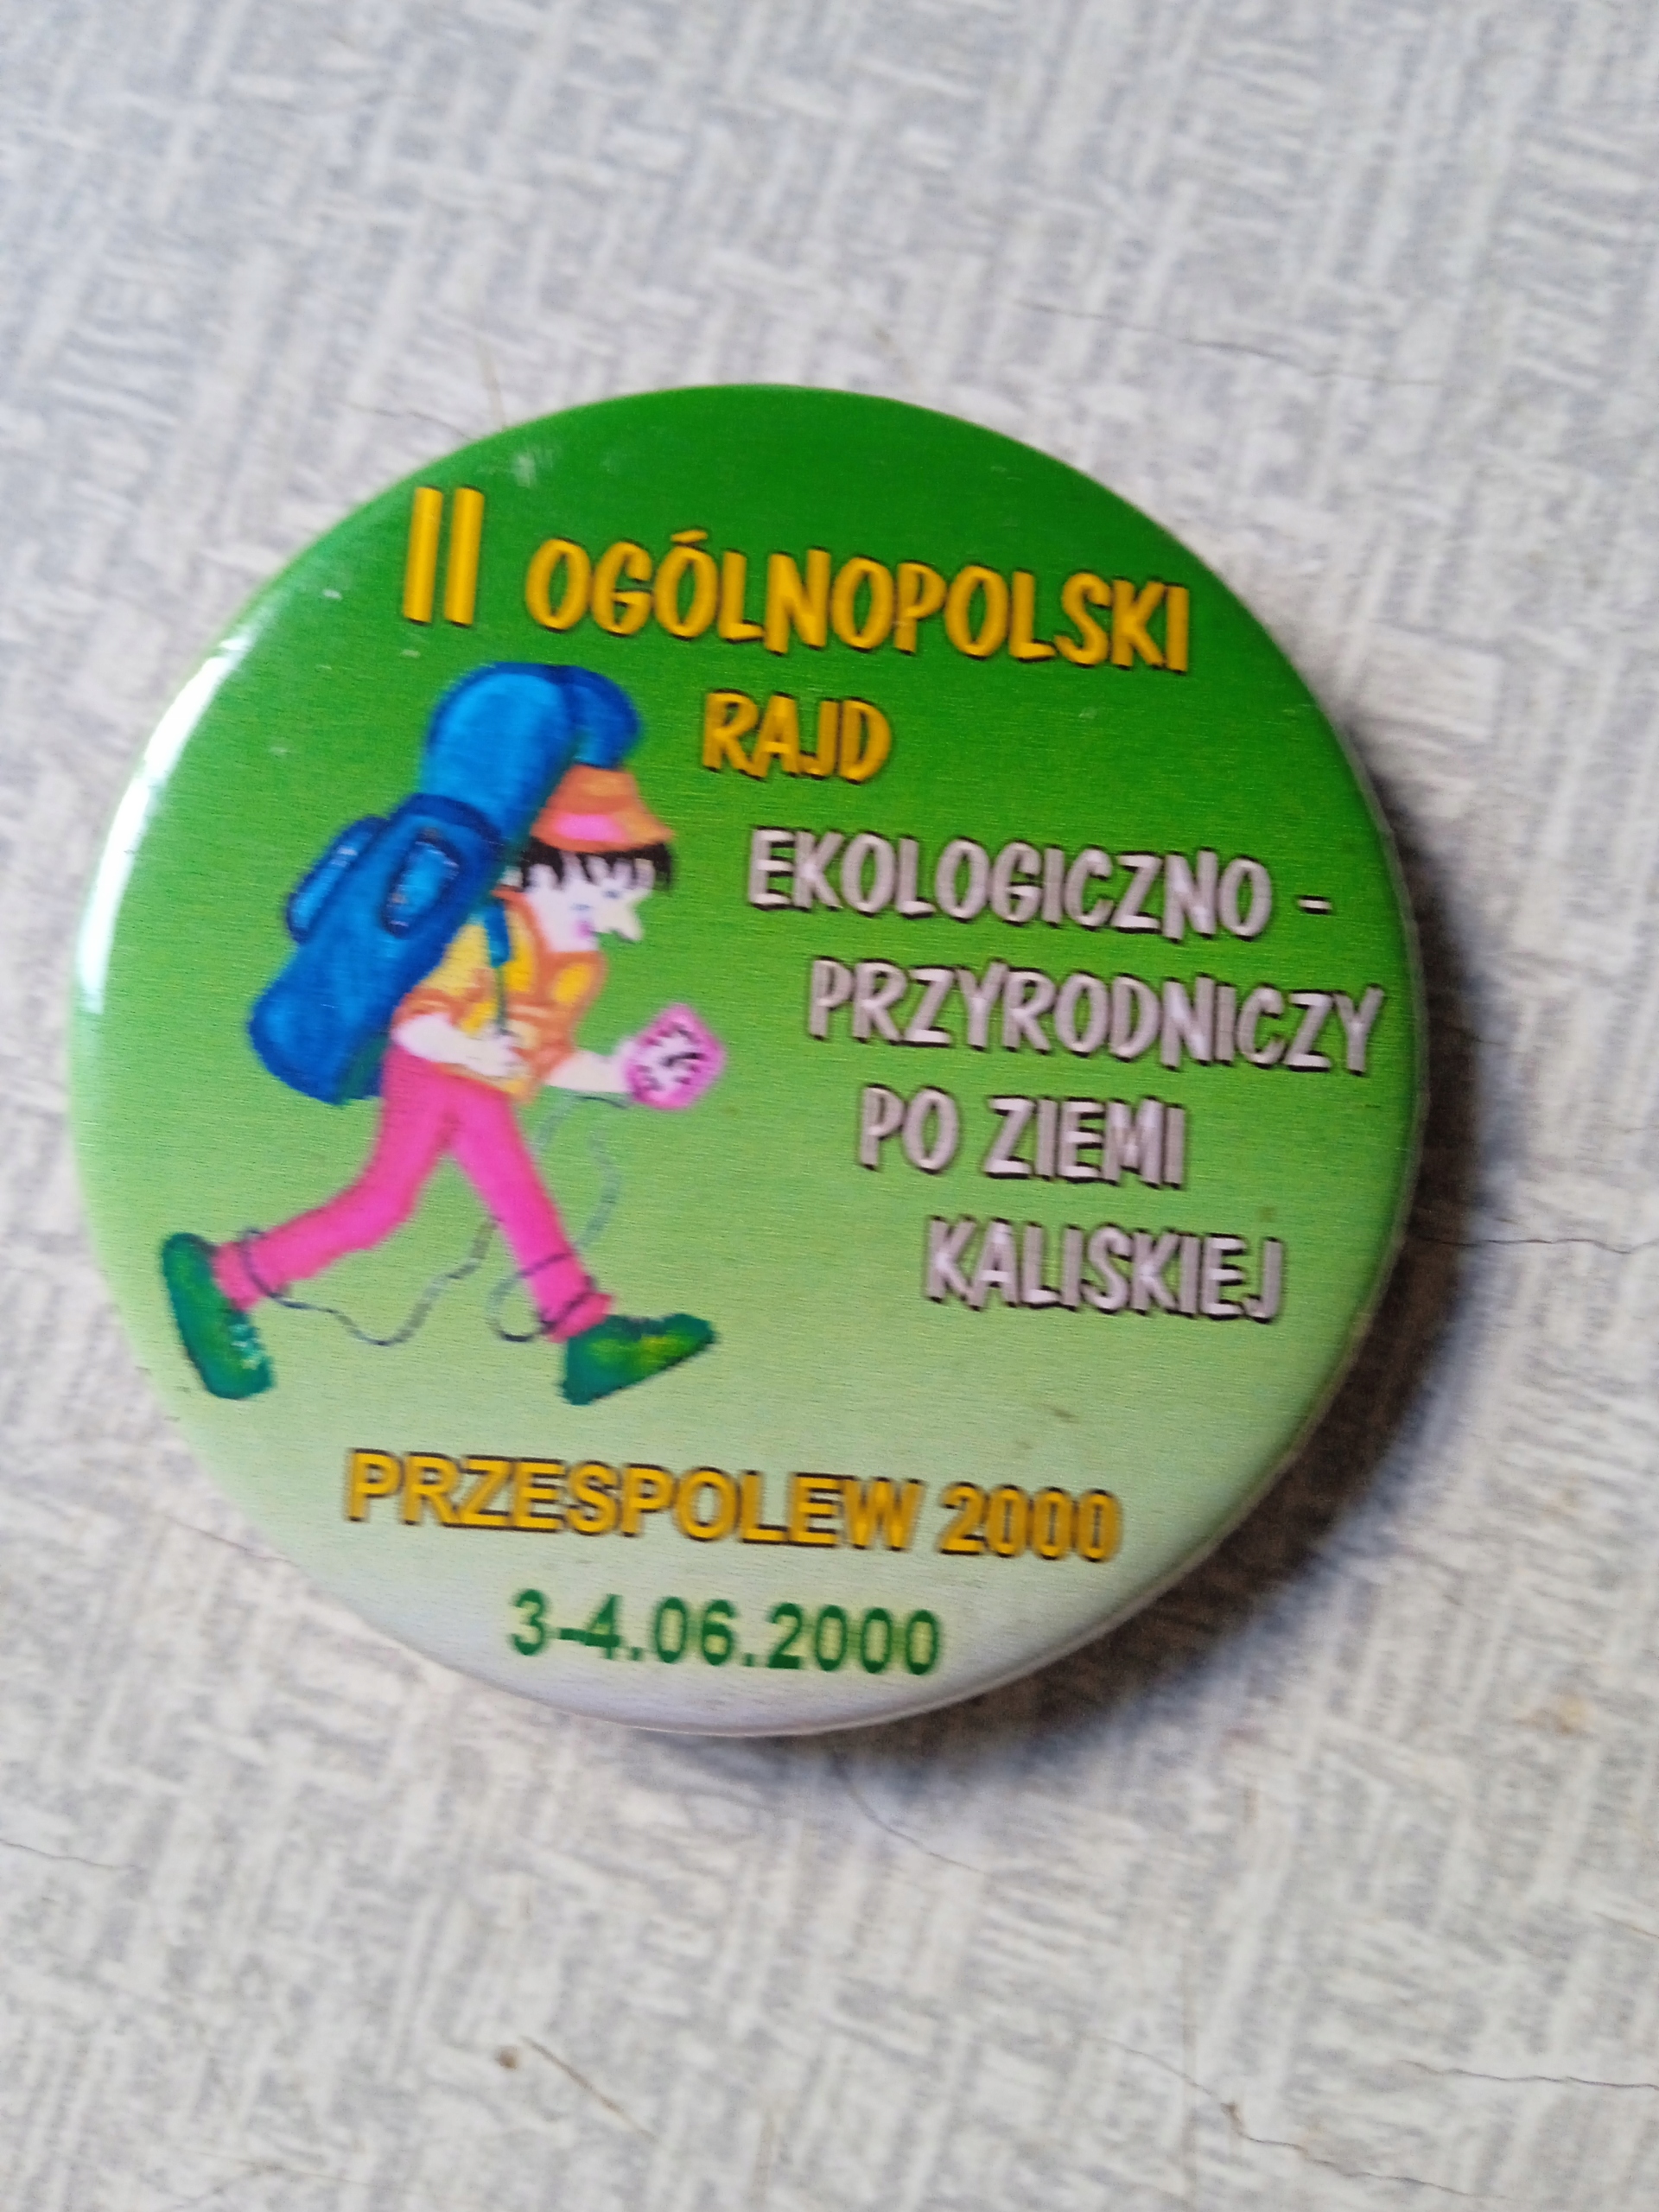 II OGÓLNOPOLSKI
RAJD
EKOLOGICZNO -
PRZYRODNICZY
PO ZIEMI
KALISKIEJ
PRZESPOLEW 2000
3-4.06.2000